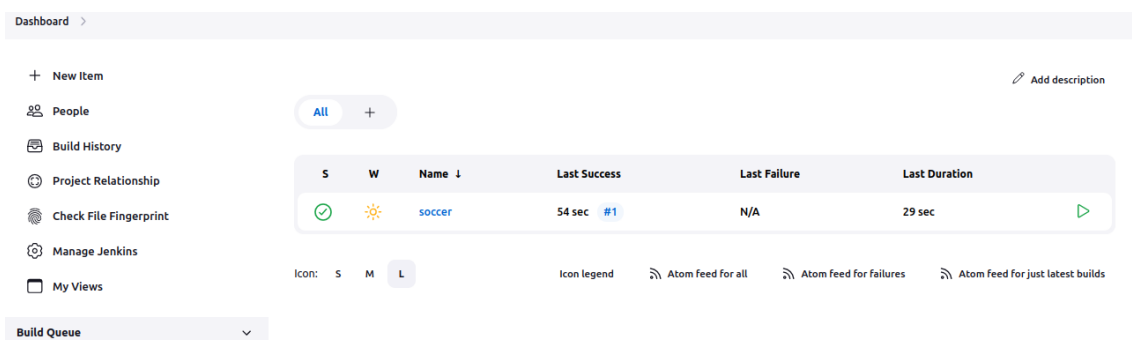 Dashboard >
New Item
People
Build History
Project Relationship
Check File Fingerprint
Manage Jenkins
My Views
Build Queue
Add description
All +
S W Name ↓ Last Success Last Failure Last Duration
soccer 54 sec #1 N/A 29 sec
Icon: S M L Icon legend Atom feed for all Atom feed for failures Atom feed for just latest builds